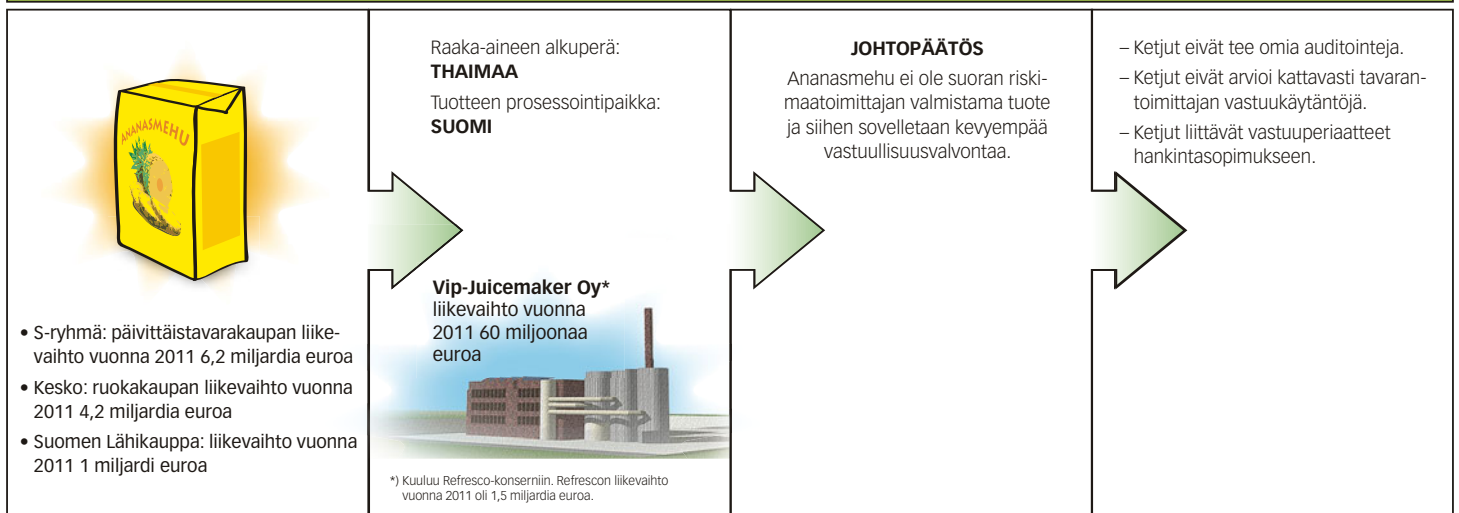 ANANASMEHU
• S-ryhmä: päivittäistavarakaupan liike-
vaihto vuonna 2011 6,2 miljardia euroa
• Kesko: ruokakaupan liikevaihto vuonna
2011 4,2 miljardia euroa
• Suomen Lähikauppa: liikevaihto vuonna
2011 1 miljardi euroa
Raaka-aineen alkuperä:
THAIMAA
Tuotteen prosessointipaikka:
SUOMI
Vip-Juicemaker Oy*
liikevaihto vuonna
2011 60 miljoonaa
euroa
*) Kuuluu Refresco-konserniin. Refrescon liikevaihto
vuonna 2011 oli 1,5 miljardia euroa.
JOHTOPÄÄTÖS
Ananasmehu ei ole suoran riski-
maatoimittajan valmistama tuote
ja siihen sovelletaan kevyempää
vastuullisuusvalvontaa.
– Ketjut eivät tee omia auditointeja.
– Ketjut eivät arvioi kattavasti tavaran-
toimittajan vastuukäytäntöjä.
– Ketjut liittävät vastuuperiaatteet
hankintasopimukseen.